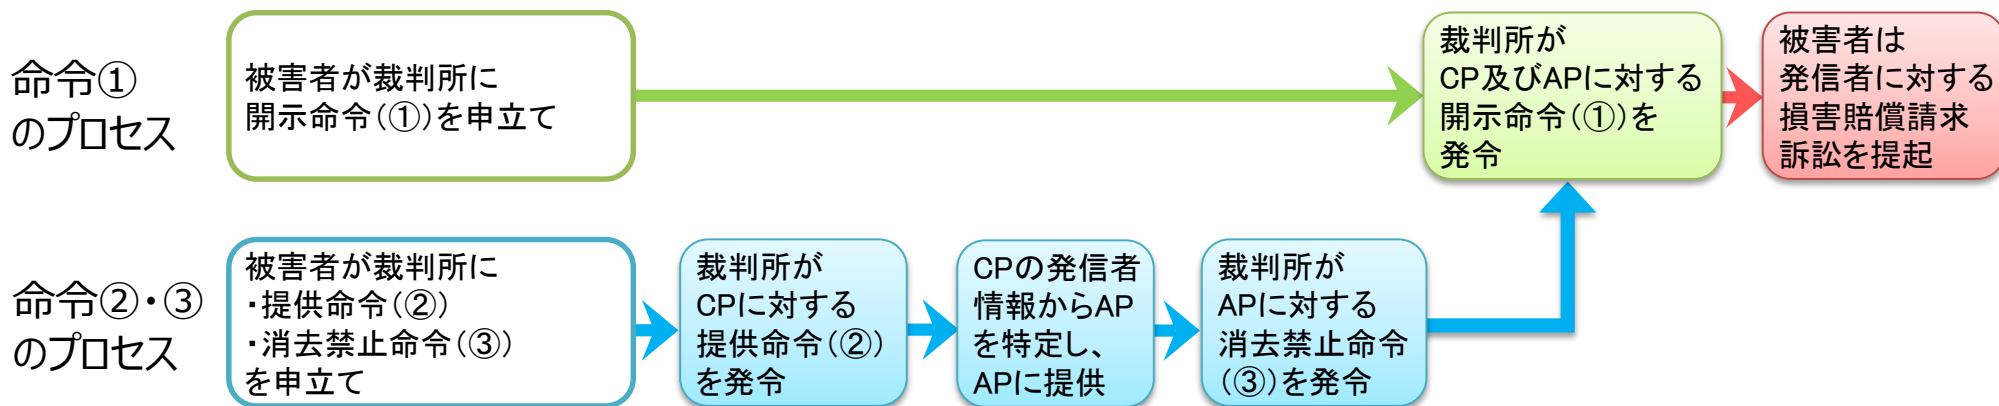 命令①
のプロセス
被害者が裁判所に
開示命令（①）を申立て
裁判所が
CP及びAPに対する
開示命令（①）を
発令
被害者は
発信者に対する
損害賠償請求
訴訟を提起
命令②・③
のプロセス
被害者が裁判所に
・提供命令（②）
・消去禁止命令（③）
を申立て
裁判所が
CPに対する
提供命令（②）
を発令
CPの発信者
情報からAP
を特定し、
APに提供
裁判所が
APに対する
消去禁止命令
（③）を発令